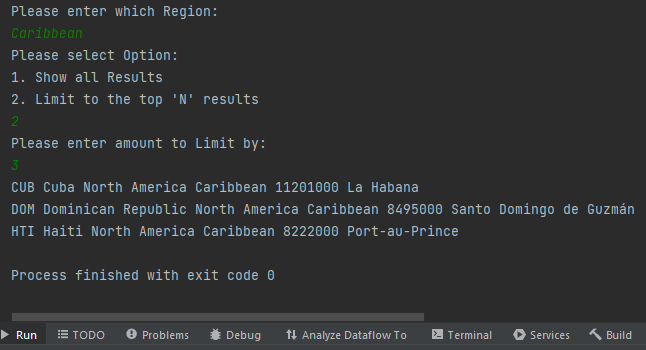 Please enter which Region:
Caribbean
Please select Option:
1. Show all Results
2. Limit to the top 'N' results
2
Please enter amount to Limit by:
3
CUB Cuba North America Caribbean 11201000 La Habana
DOM Dominican Republic North America Caribbean 8495000 Santo Domingo de Guzmán
HTI Haiti North America Caribbean 8222000 Port-au-Prince
Process finished with exit code 0
Run TODO Problems Debug Analyze Dataflow To Terminal Services Build